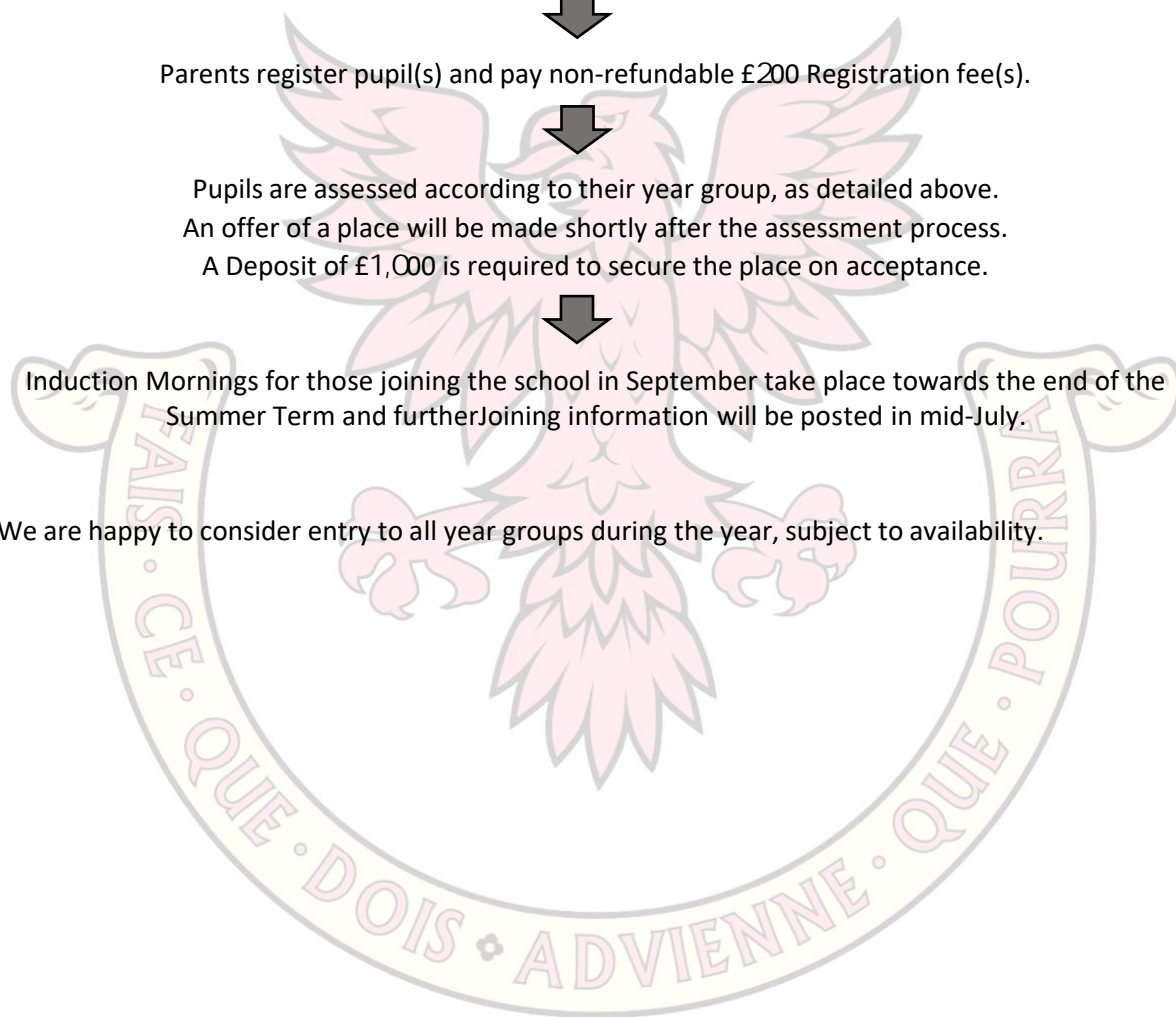 Parents register pupil(s) and pay non-refundable £200 Registration fee(s).
Pupils are assessed according to their year group, as detailed above.
An offer of a place will be made shortly after the assessment process.
A Deposit of £1,000 is required to secure the place on acceptance.
Induction Mornings for those joining the school in September take place towards the end of the
Summer Term and furtherJoining information will be posted in mid-July.
We are happy to consider entry to all year groups during the year, subject to availability.
FAIS · CE · QUE · DOIS · ADVIENNE · QUE · POURRA